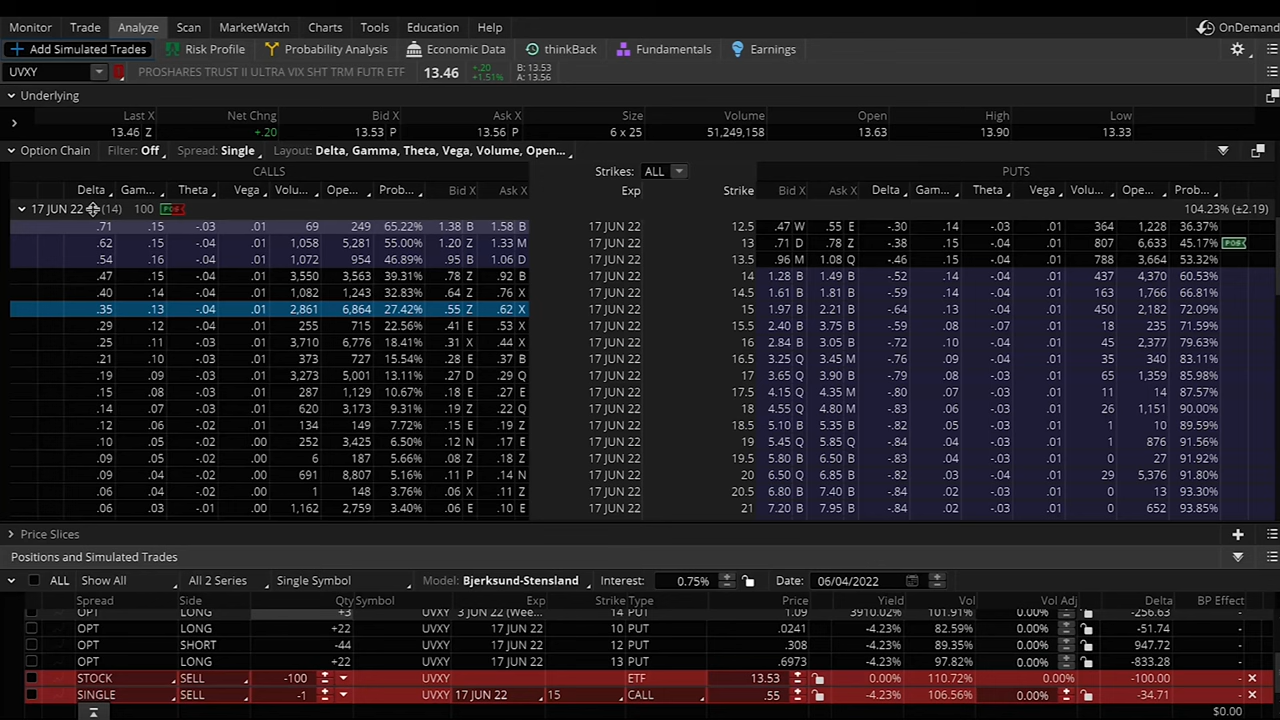 Monitor Trade Analyze Scan MarketWatch Charts Tools Education Help OnDemand
Add Simulated Trades Risk Profile Probability Analysis Economic Data thinkBack Fundamentals Earnings
UVXY PROSHARES TRUST II ULTRA VIX SHT TRM FUTR ETF 13.46 +.20 +1.51% B: 13.53 A: 13.56
Underlying
Last X Net Chng Bid X Ask X Size Volume Open High Low
13.46 Z +.20 13.53 P 13.56 P 6 x 25 51,249,158 13.63 13.90 13.33
Option Chain Filter: Off Spread: Single Layout: Delta, Gamma, Theta, Vega, Volume, Open...
CALLS Strikes: ALL PUTS
Delta Gam... Theta Vega Volu... Ope... Prob... Bid X Ask X Exp Strike Bid X Ask X Delta Gam... Theta Vega Volu... Ope... Prob...
17 JUN 22 (14) 100 104.23% (±2.19)
.71 .15 -.03 .01 69 249 65.22% 1.38 B 1.58 B 17 JUN 22 12.5 .47 W .55 E -.30 .14 -.03 .01 364 1,228 36.37%
.62 .15 -.04 .01 1,058 5,281 55.00% 1.20 Z 1.33 M 17 JUN 22 13 .71 D .78 Z -.38 .15 -.04 .01 807 6,633 45.17%
.54 .16 -.04 .01 1,072 954 46.89% .95 B 1.06 D 17 JUN 22 13.5 .96 M 1.08 Q -.46 .15 -.04 .01 788 3,664 53.32%
.47 .15 -.04 .01 3,550 3,563 39.31% .78 Z .92 B 17 JUN 22 14 1.28 B 1.49 B -.52 .14 -.04 .01 437 4,370 60.53%
.40 .14 -.04 .01 1,082 1,243 32.83% .64 Z .76 X 17 JUN 22 14.5 1.61 B 1.81 B -.59 .14 -.04 .01 163 1,766 66.81%
.35 .13 -.04 .01 2,861 6,864 27.42% .55 Z .62 X 17 JUN 22 15 1.97 B 2.21 B -.64 .13 -.04 .01 450 2,182 72.09%
.29 .12 -.04 .01 255 715 22.56% .41 E .53 X 17 JUN 22 15.5 2.40 B 3.75 B -.59 .08 -.07 .01 18 235 71.59%
.25 .11 -.03 .01 3,710 6,776 18.41% .31 X .44 X 17 JUN 22 16 2.84 B 3.05 B -.72 .10 -.04 .01 45 2,377 79.63%
.21 .10 -.03 .01 373 727 15.54% .28 E .37 B 17 JUN 22 16.5 3.25 Q 3.45 M -.76 .09 -.04 .01 35 340 83.11%
.19 .09 -.03 .01 3,273 5,001 13.11% .27 D .29 Q 17 JUN 22 17 3.65 Q 3.90 B -.79 .08 -.03 .01 65 1,359 85.98%
.15 .08 -.03 .01 287 1,129 10.67% .18 E .27 E 17 JUN 22 17.5 4.15 Q 4.35 M -.80 .07 -.03 .01 11 14 87.57%
.14 .07 -.03 .01 620 3,173 9.31% .19 Z .22 Q 17 JUN 22 18 4.55 Q 4.80 M -.83 .06 -.03 .01 26 1,151 90.00%
.12 .06 -.02 .01 134 149 7.72% .15 E .19 Z 17 JUN 22 18.5 5.10 B 5.35 B -.82 .05 -.03 .01 1 10 89.59%
.10 .05 -.02 .00 252 3,425 6.50% .12 N .17 E 17 JUN 22 19 5.45 Q 5.85 Q -.84 .04 -.03 .01 0 876 91.56%
.09 .05 -.02 .00 6 187 5.66% .08 Z .18 Z 17 JUN 22 19.5 5.80 B 6.50 B -.83 .04 -.03 .01 0 27 91.92%
.09 .04 -.02 .00 691 8,807 5.16% .11 P .14 N 17 JUN 22 20 6.50 Q 6.85 B -.82 .03 -.04 .01 29 5,376 91.80%
.06 .04 -.02 .00 1 148 3.76% .06 X .11 Z 17 JUN 22 20.5 6.80 B 7.40 B -.84 .03 -.04 .01 0 13 93.30%
.06 .03 -.01 .00 1,162 2,759 3.40% .06 E .10 E 17 JUN 22 21 7.20 B 7.95 B -.84 .02 -.04 .01 0 652 93.85%
Price Slices
Positions and Simulated Trades
ALL Show All All 2 Series Single Symbol Model: Bjerksund-Stensland Interest: 0.75% Date: 06/04/2022
Spread Side Qty Symbol Exp Strike Type Price Yield Vol Vol Adj Delta BP Effect
OPT LONG +3 UVXY 3 JUN 22 (Wee... 14 PUT 1.09 3910.02% 101.91% 0.00% -256.63 -
OPT LONG +22 UVXY 17 JUN 22 10 PUT .0241 -4.23% 82.59% 0.00% -51.74 -
OPT SHORT -44 UVXY 17 JUN 22 12 PUT .308 -4.23% 89.35% 0.00% 947.72 -
OPT LONG +22 UVXY 17 JUN 22 13 PUT .6973 -4.23% 97.82% 0.00% -833.28 -
STOCK SELL -100 UVXY ETF 13.53 0.00% 110.72% 0.00% -100.00 -
SINGLE SELL -1 UVXY 17 JUN 22 15 CALL .55 -4.23% 106.56% 0.00% -34.71 -
$0.00